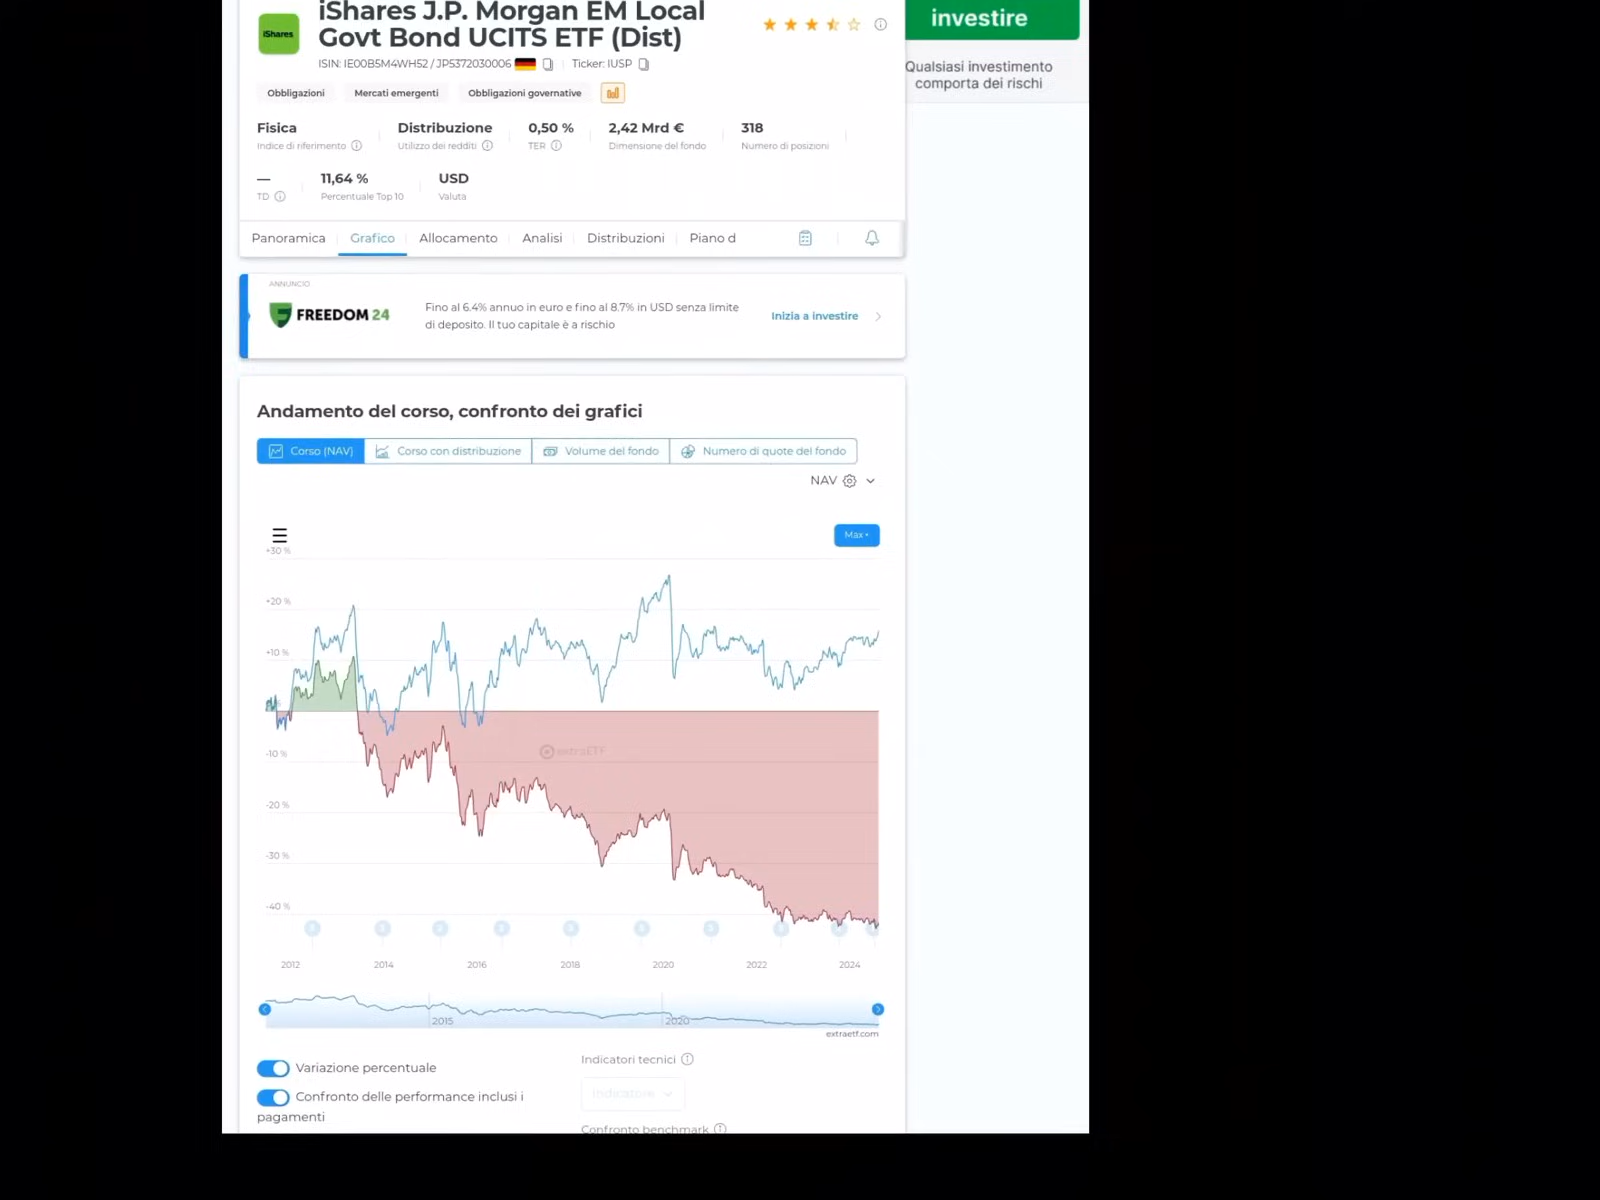 iShares J.P. Morgan EM Local
Govt Bond UCITS ETF (Dist)
iShares
ISIN: IE00B5M4WH52 / JP5372030006
Ticker: IUSP
Obbligazioni
Mercati emergenti
Obbligazioni governative
Fisica
Indice di riferimento
Distribuzione
Utilizzo dei redditi
0,50 %
TER
2,42 Mrd €
Dimensione del fondo
318
Numero di posizioni
—
TD
11,64 %
Percentuale Top 10
USD
Valuta
Panoramica
Grafico
Allocamento
Analisi
Distribuzioni
Piano d
investire
Qualsiasi investimento
comporta dei rischi
ANNUNCIO
FREEDOM 24
Fino al 6.4% annuo in euro e fino al 8.7% in USD senza limite
di deposito. Il tuo capitale è a rischio
Inizia a investire
Andamento del corso, confronto dei grafici
Corso (NAV)
Corso con distribuzione
Volume del fondo
Numero di quote del fondo
NAV
Max
+30 %
+20 %
+10 %
-10 %
-20 %
-30 %
-40 %
extraETF
2012
2014
2016
2018
2020
2022
2024
2015
2020
extraetf.com
Variazione percentuale
Confronto delle performance inclusi i
pagamenti
Indicatori tecnici
Indicatore
Confronto benchmark